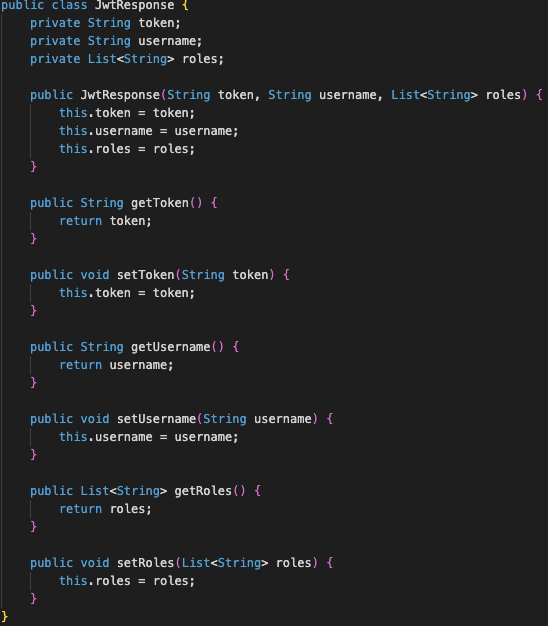 public class JwtResponse {
    private String token;
    private String username;
    private List<String> roles;

    public JwtResponse(String token, String username, List<String> roles) {
        this.token = token;
        this.username = username;
        this.roles = roles;
    }

    public String getToken() {
        return token;
    }

    public void setToken(String token) {
        this.token = token;
    }

    public String getUsername() {
        return username;
    }

    public void setUsername(String username) {
        this.username = username;
    }

    public List<String> getRoles() {
        return roles;
    }

    public void setRoles(List<String> roles) {
        this.roles = roles;
    }
}